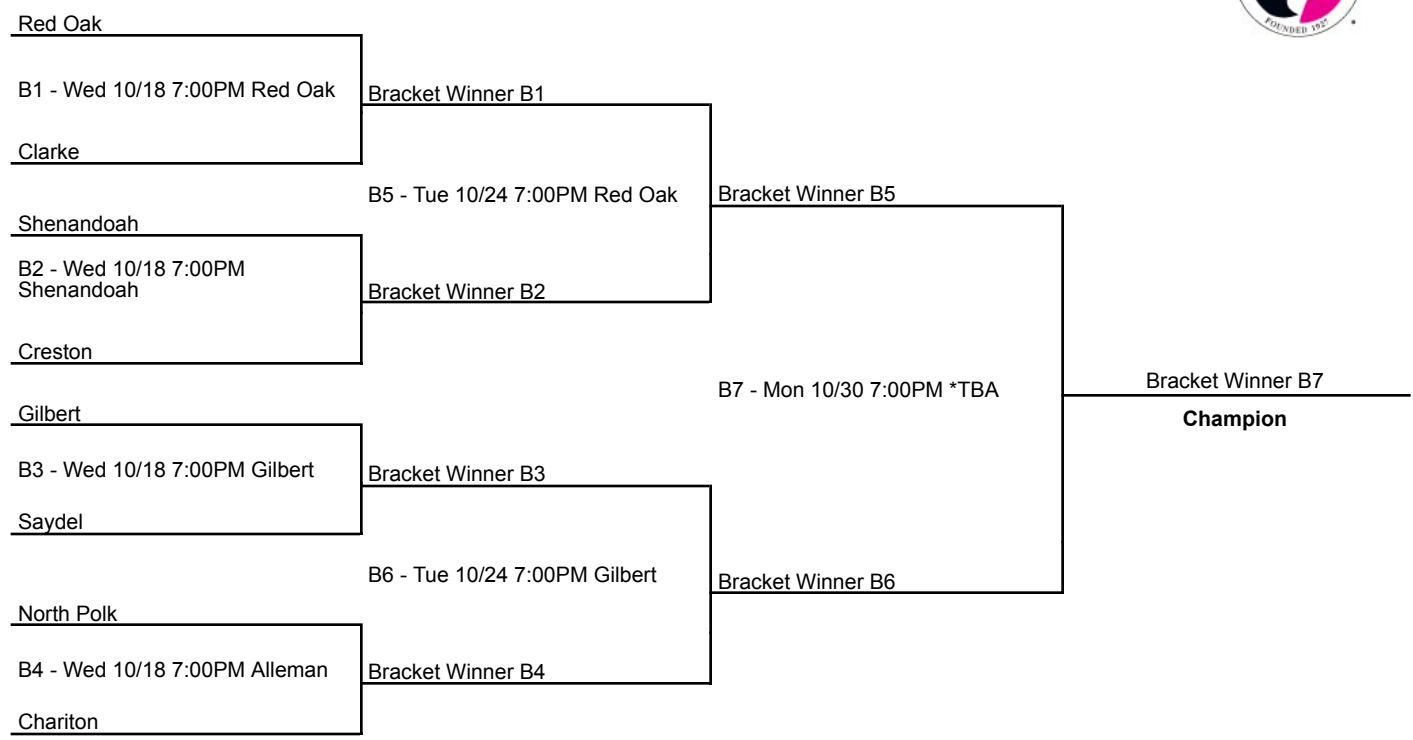 FOUNDED 1927
Red Oak
B1 - Wed 10/18 7:00PM Red Oak
Bracket Winner B1
Clarke
B5 - Tue 10/24 7:00PM Red Oak
Bracket Winner B5
Shenandoah
B2 - Wed 10/18 7:00PM
Shenandoah
Bracket Winner B2
Creston
B7 - Mon 10/30 7:00PM *TBA
Bracket Winner B7
Champion
Gilbert
B3 - Wed 10/18 7:00PM Gilbert
Bracket Winner B3
Saydel
B6 - Tue 10/24 7:00PM Gilbert
Bracket Winner B6
North Polk
B4 - Wed 10/18 7:00PM Alleman
Bracket Winner B4
Chariton